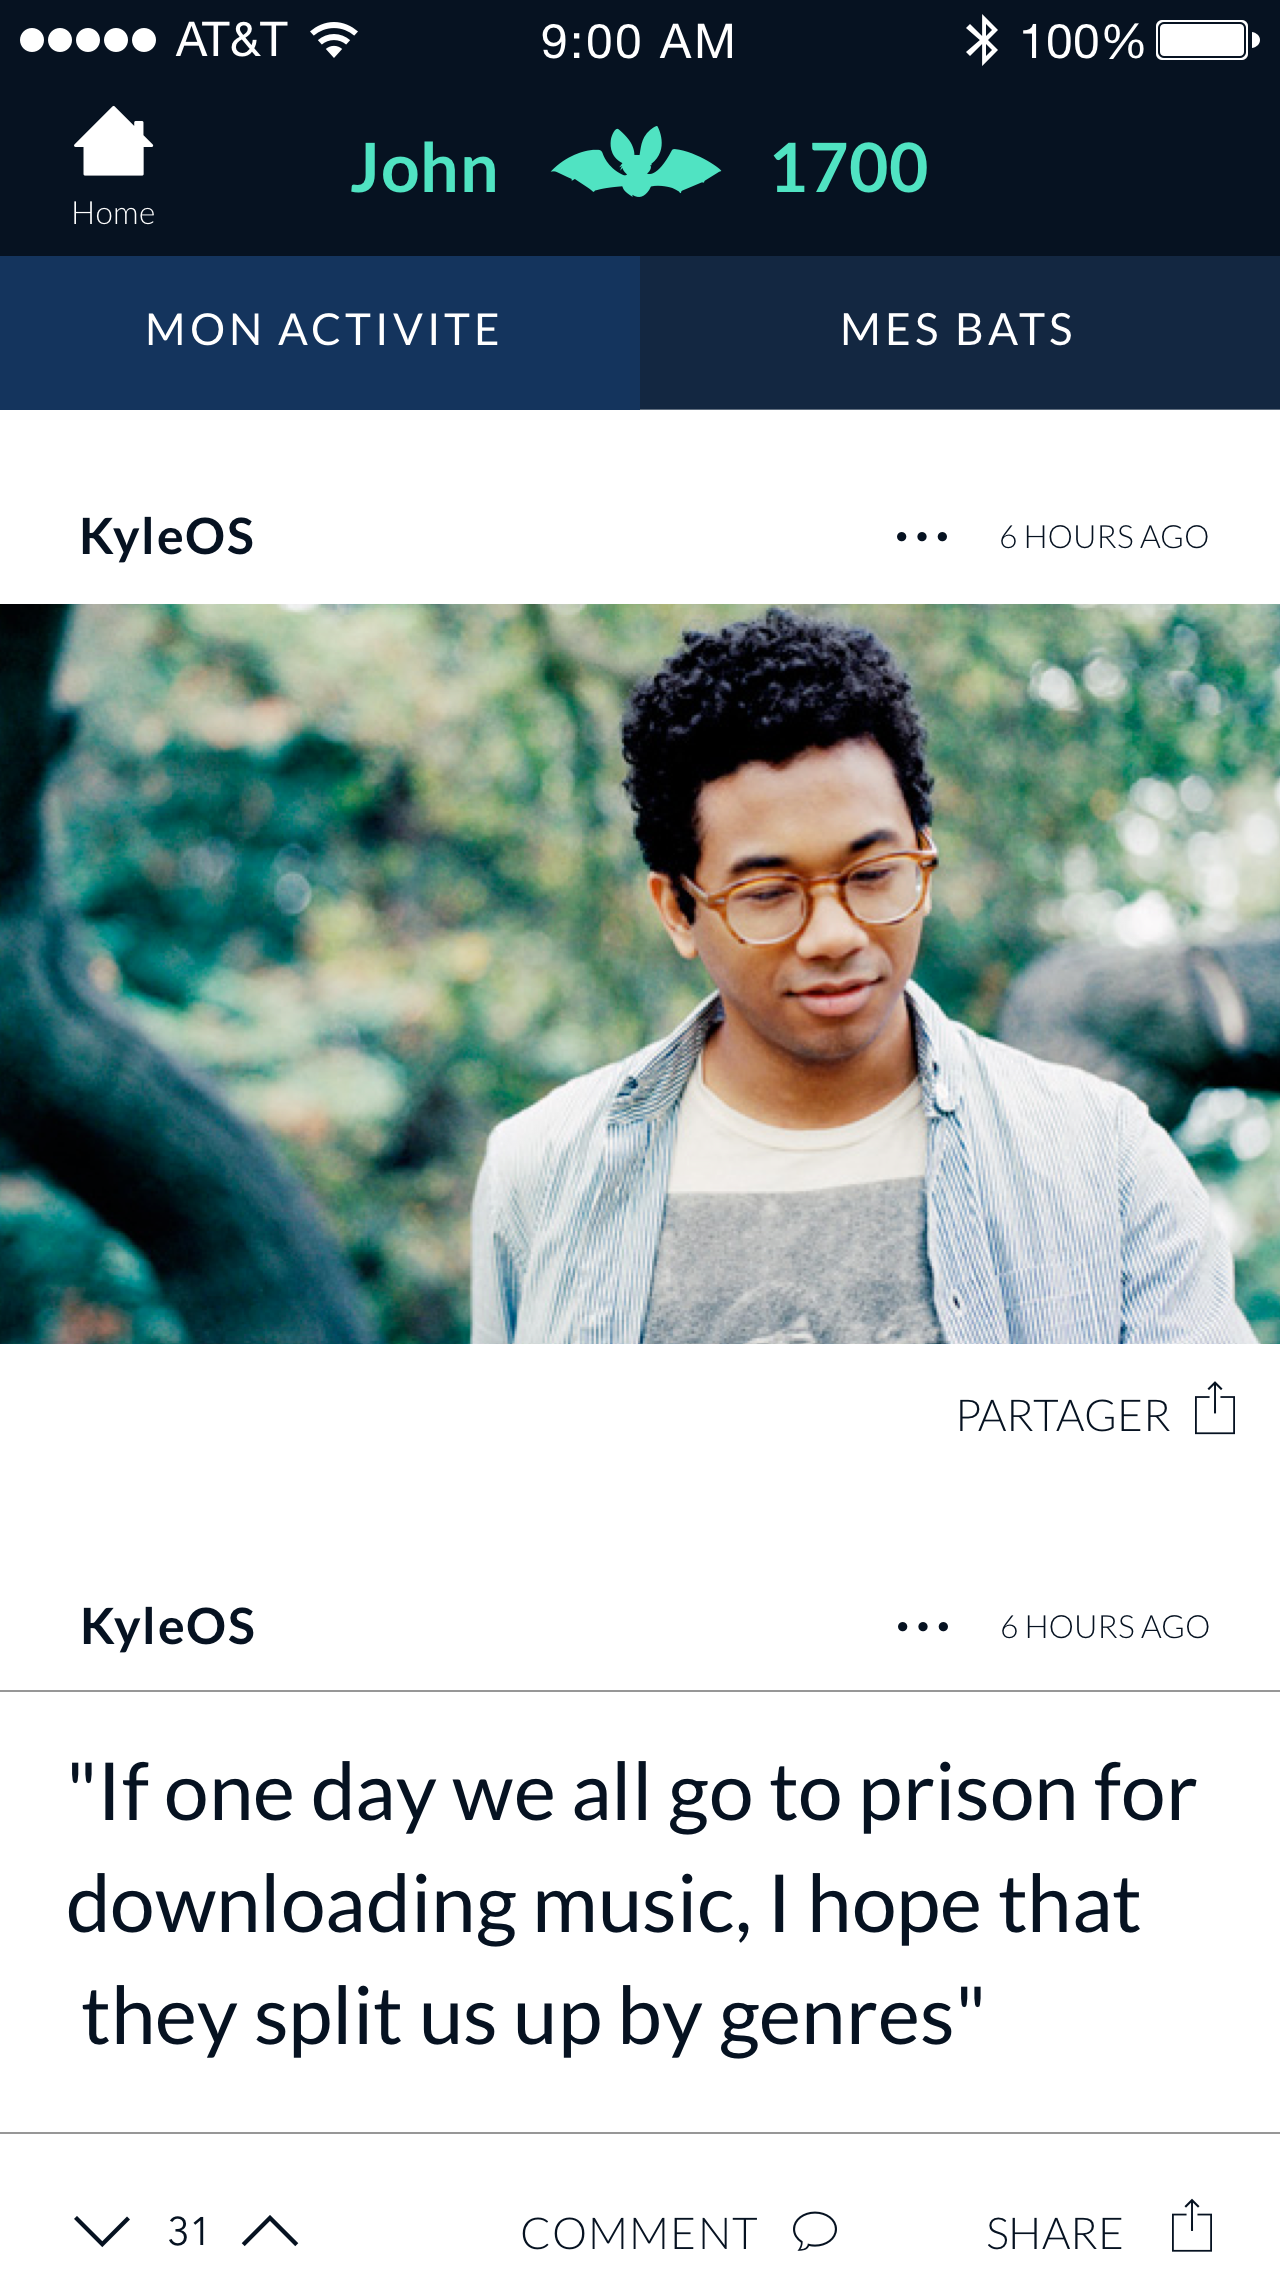 AT&T 9:00 AM 100%
Home John 1700
MON ACTIVITE MES BATS
KyleOS ••• 6 HOURS AGO
PARTAGER
KyleOS ••• 6 HOURS AGO
"If one day we all go to prison for
downloading music, I hope that
they split us up by genres"
31 COMMENT SHARE